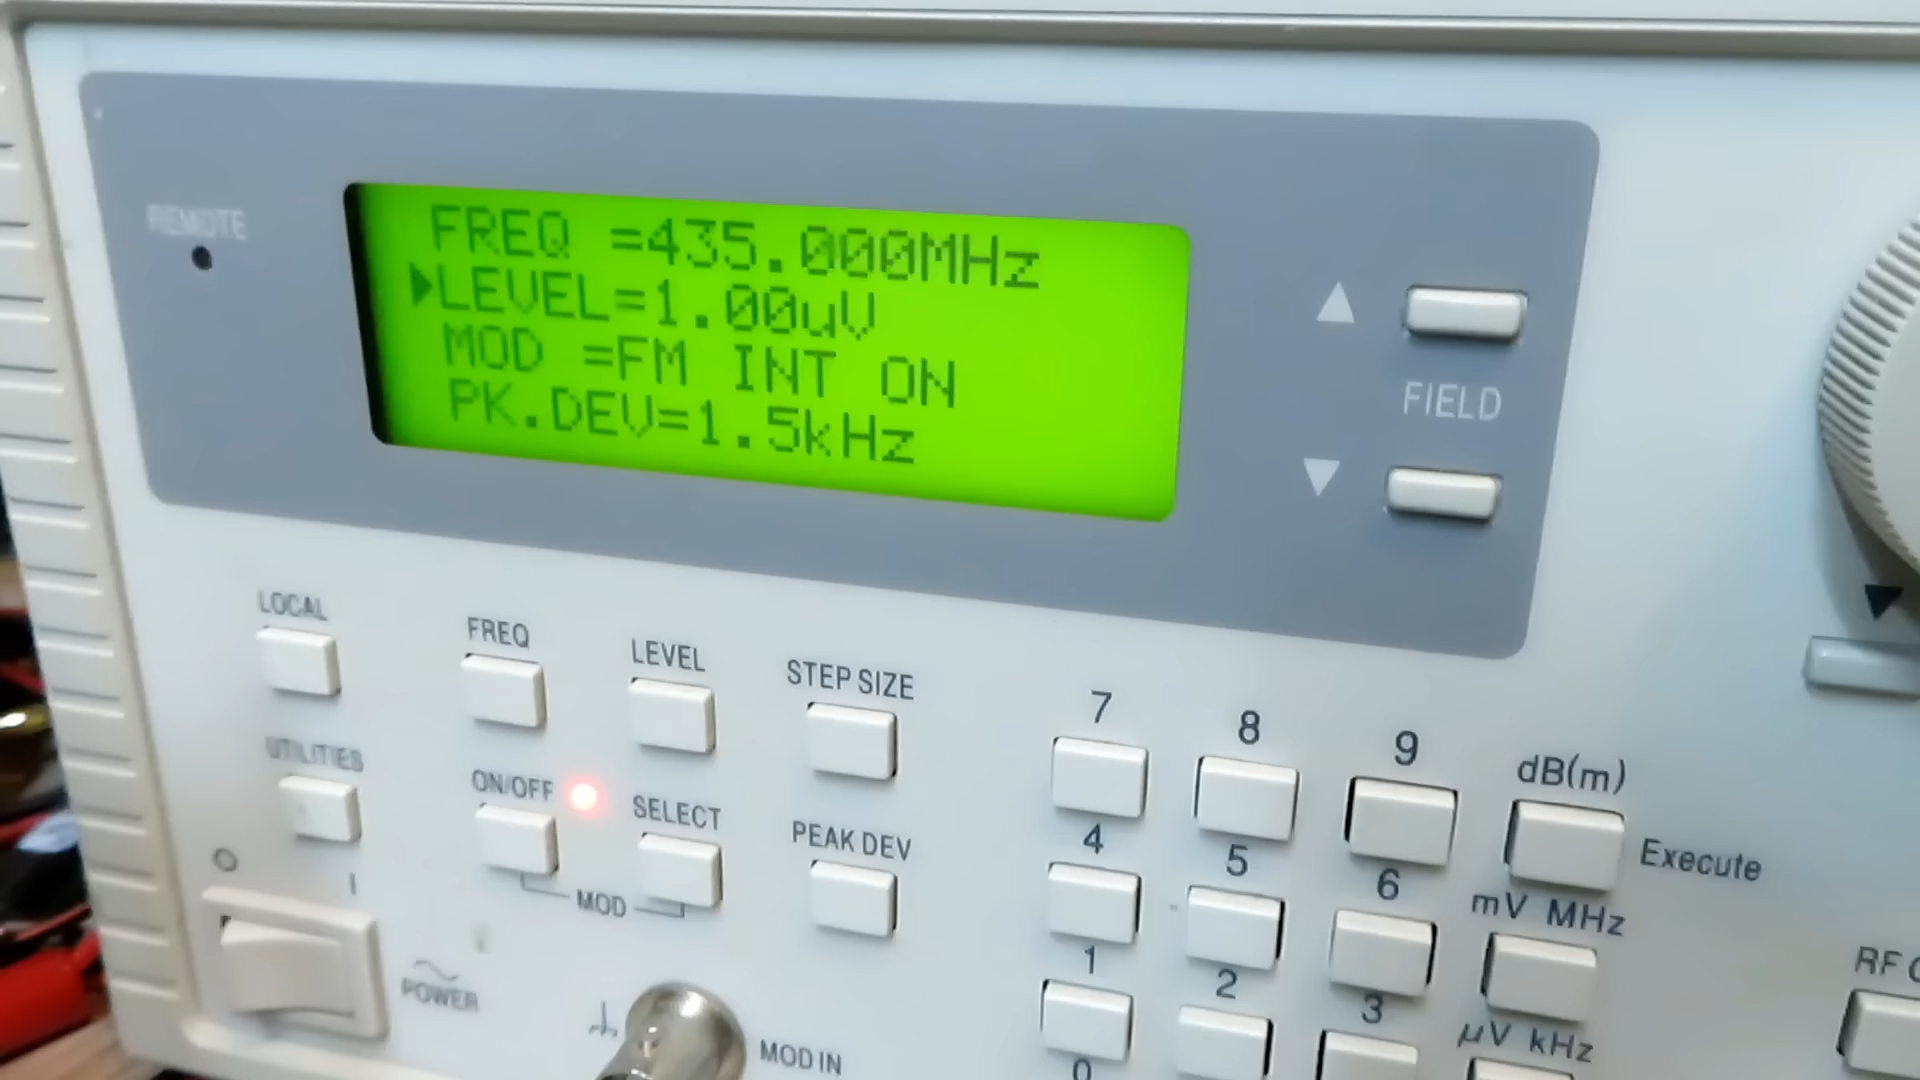 REMOTE
FREQ =435.000MHz
▶LEVEL=1.00uV
MOD =FM INT ON
PK.DEV=1.5kHz
FIELD
LOCAL
FREQ
LEVEL
STEP SIZE
UTILITIES
ON/OFF
SELECT
PEAK DEV
MOD
POWER
MOD IN
7
8
9
dB(m)
Execute
4
5
6
mV MHz
1
2
3
µV kHz
0
RF